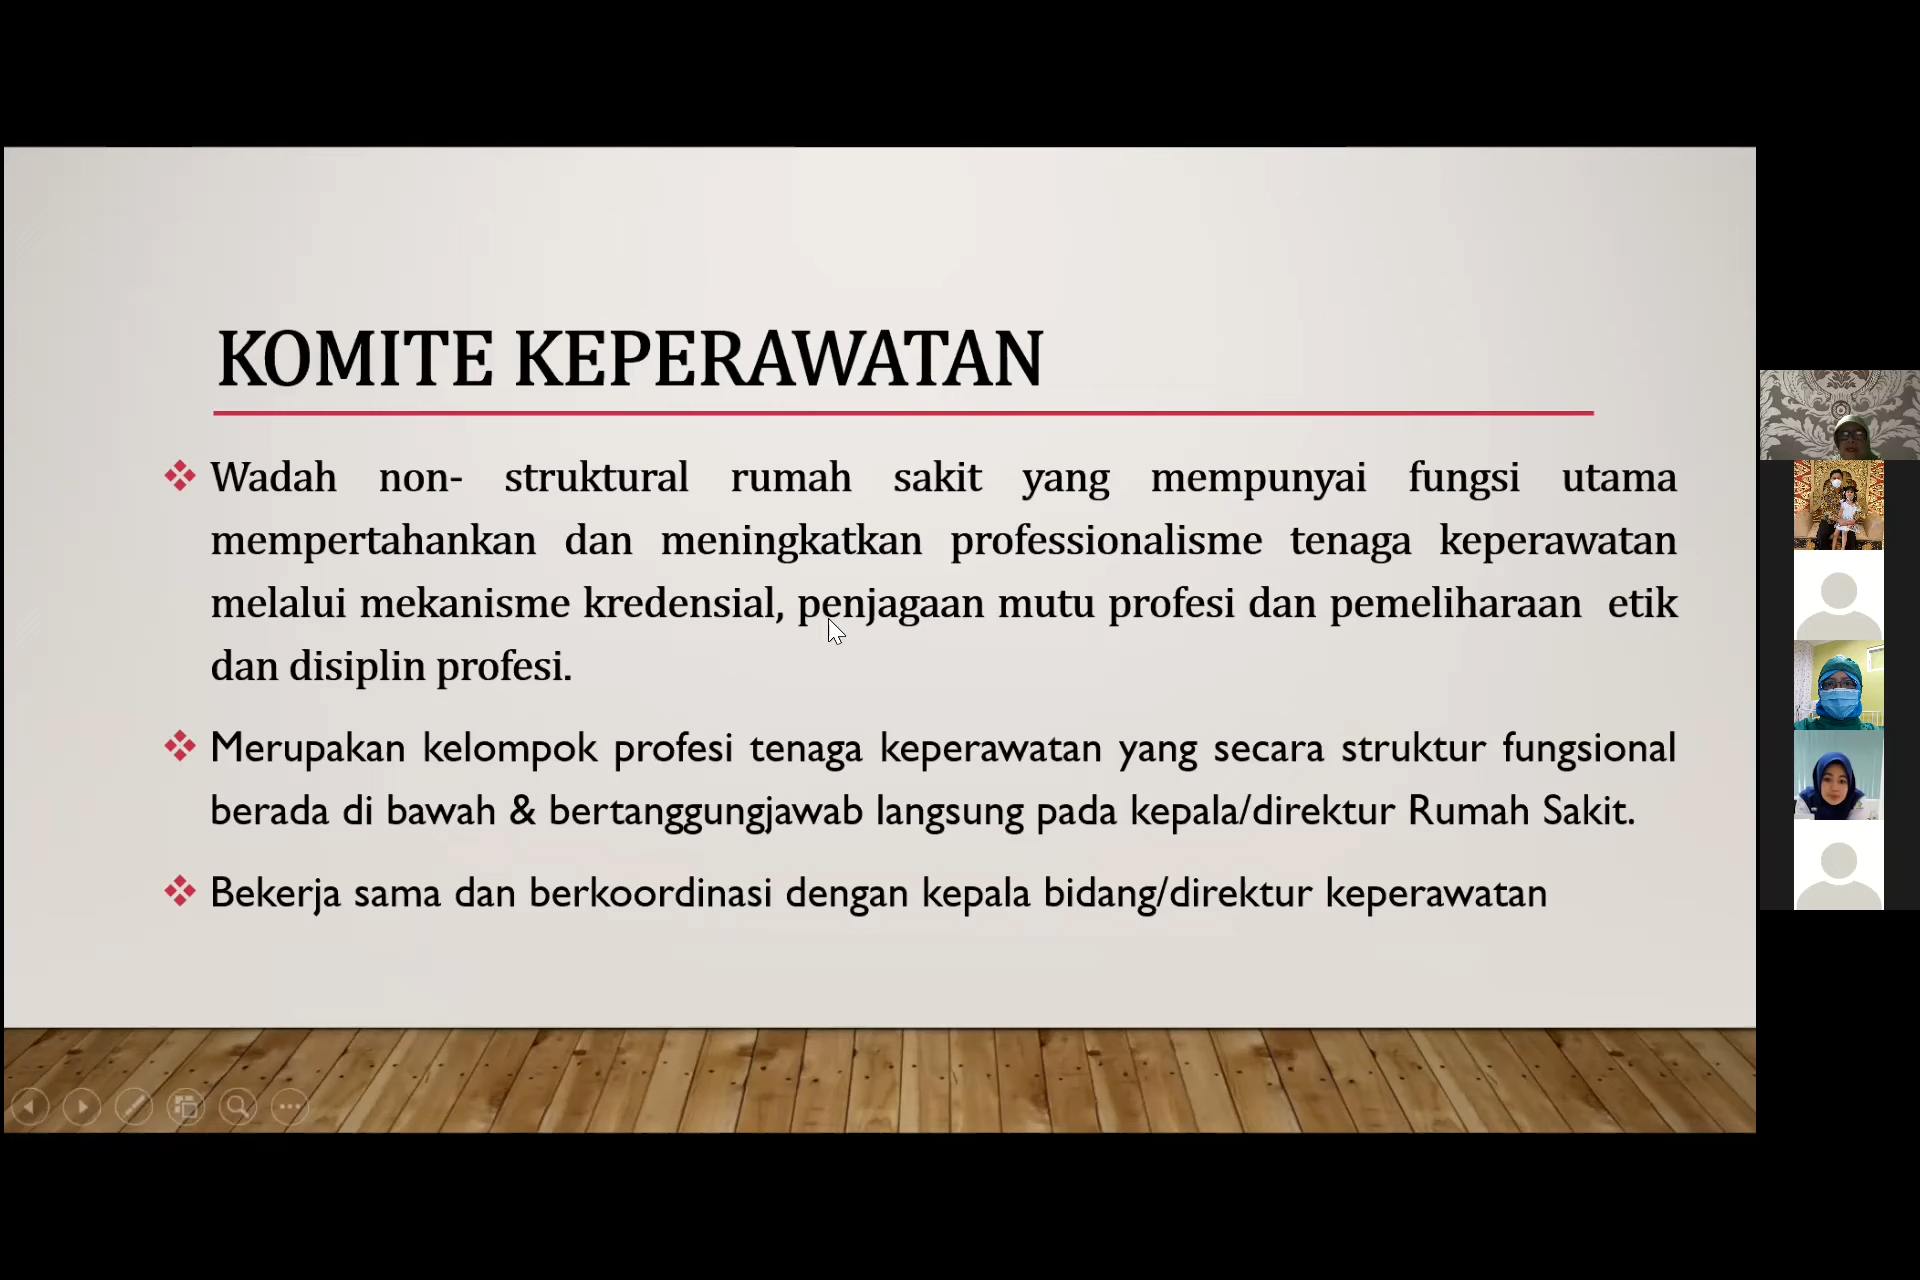 KOMITE KEPERAWATAN
Wadah non- struktural rumah sakit yang mempunyai fungsi utama
mempertahankan dan meningkatkan professionalisme tenaga keperawatan
melalui mekanisme kredensial, penjagaan mutu profesi dan pemeliharaan etik
dan disiplin profesi.
Merupakan kelompok profesi tenaga keperawatan yang secara struktur fungsional
berada di bawah & bertanggungjawab langsung pada kepala/direktur Rumah Sakit.
Bekerja sama dan berkoordinasi dengan kepala bidang/direktur keperawatan